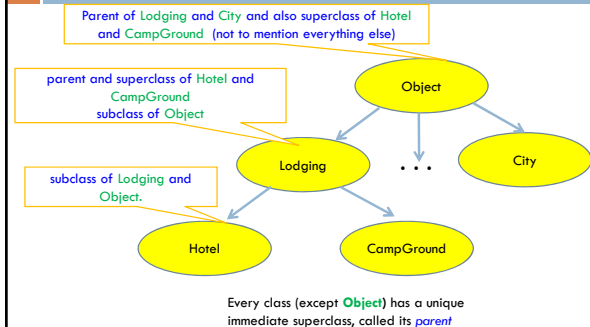 Parent of Lodging and City and also superclass of Hotel
and CampGround (not to mention everything else)
Object
parent and superclass of Hotel and
CampGround
subclass of Object
Lodging
. . .
City
subclass of Lodging and
Object.
Hotel
CampGround
Every class (except Object) has a unique
immediate superclass, called its parent